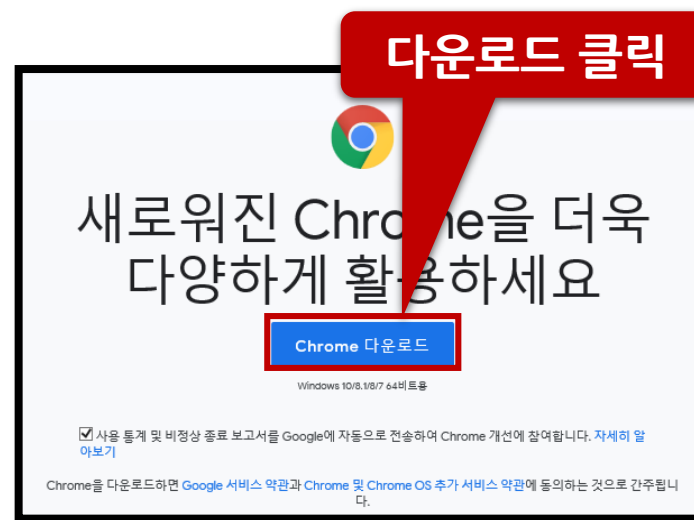 다운로드 클릭
새로워진 Chrome을 더욱
다양하게 활용하세요
Chrome 다운로드
Windows 10/8.1/8/7 64비트용
사용 통계 및 비정상 종료 보고서를 Google에 자동으로 전송하여 Chrome 개선에 참여합니다. 자세히 알
아보기
Chrome을 다운로드하면 Google 서비스 약관과 Chrome 및 Chrome OS 추가 서비스 약관에 동의하는 것으로 간주됩니
다.